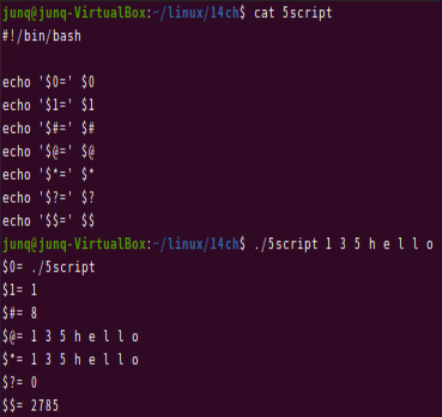 junq@junq-VirtualBox:~/linux/14ch$ cat 5script
#!/bin/bash
echo '$0=' $0
echo '$1=' $1
echo '$#=' $#
echo '$@=' $@
echo '$*=' $*
echo '$?=' $?
echo '$$=' $$
junq@junq-VirtualBox:~/linux/14ch$ ./5script 1 3 5 h e l l o
$0= ./5script
$1= 1
$#= 8
$@= 1 3 5 h e l l o
$*= 1 3 5 h e l l o
$?= 0
$$= 2785